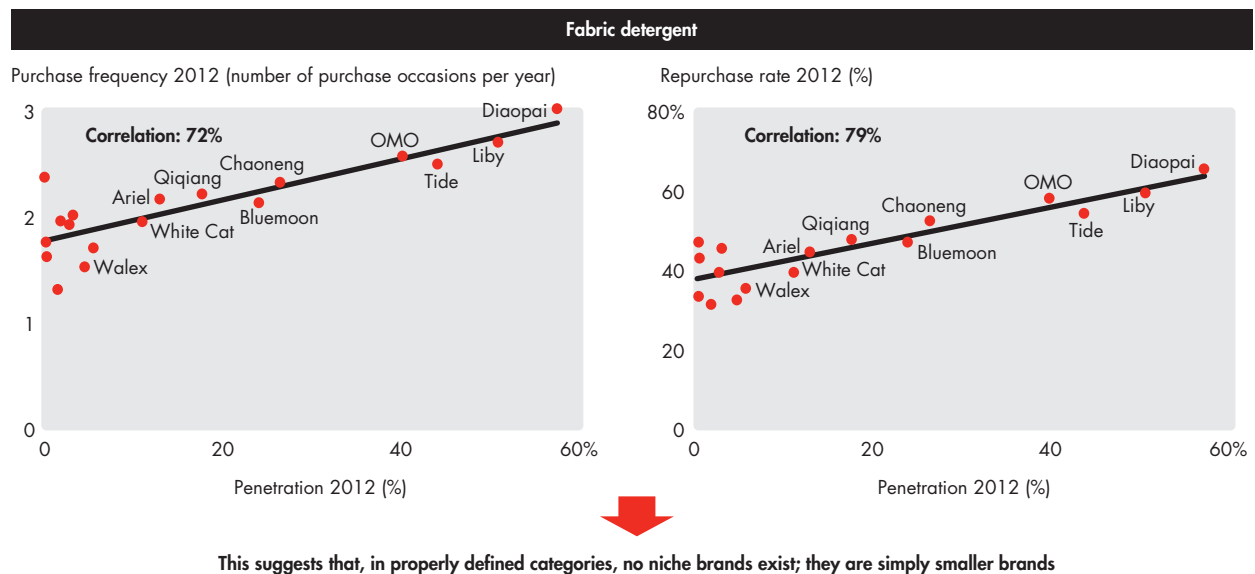 Fabric detergent
Purchase frequency 2012 (number of purchase occasions per year)
3
2
1
0
Correlation: 72%
Diaopai
OMO
Liby
Tide
Chaoneng
Qiqiang
Ariel
Bluemoon
White Cat
Walex
0
20
40
60%
Penetration 2012 (%)
Repurchase rate 2012 (%)
80%
60
40
20
0
Correlation: 79%
Diaopai
OMO
Liby
Tide
Chaoneng
Qiqiang
Ariel
Bluemoon
White Cat
Walex
0
20
40
60%
Penetration 2012 (%)
This suggests that, in properly defined categories, no niche brands exist; they are simply smaller brands